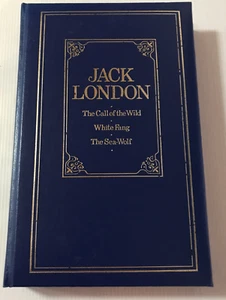 JACK
LONDON
The Call of the Wild
White Fang
The Sea-Wolf